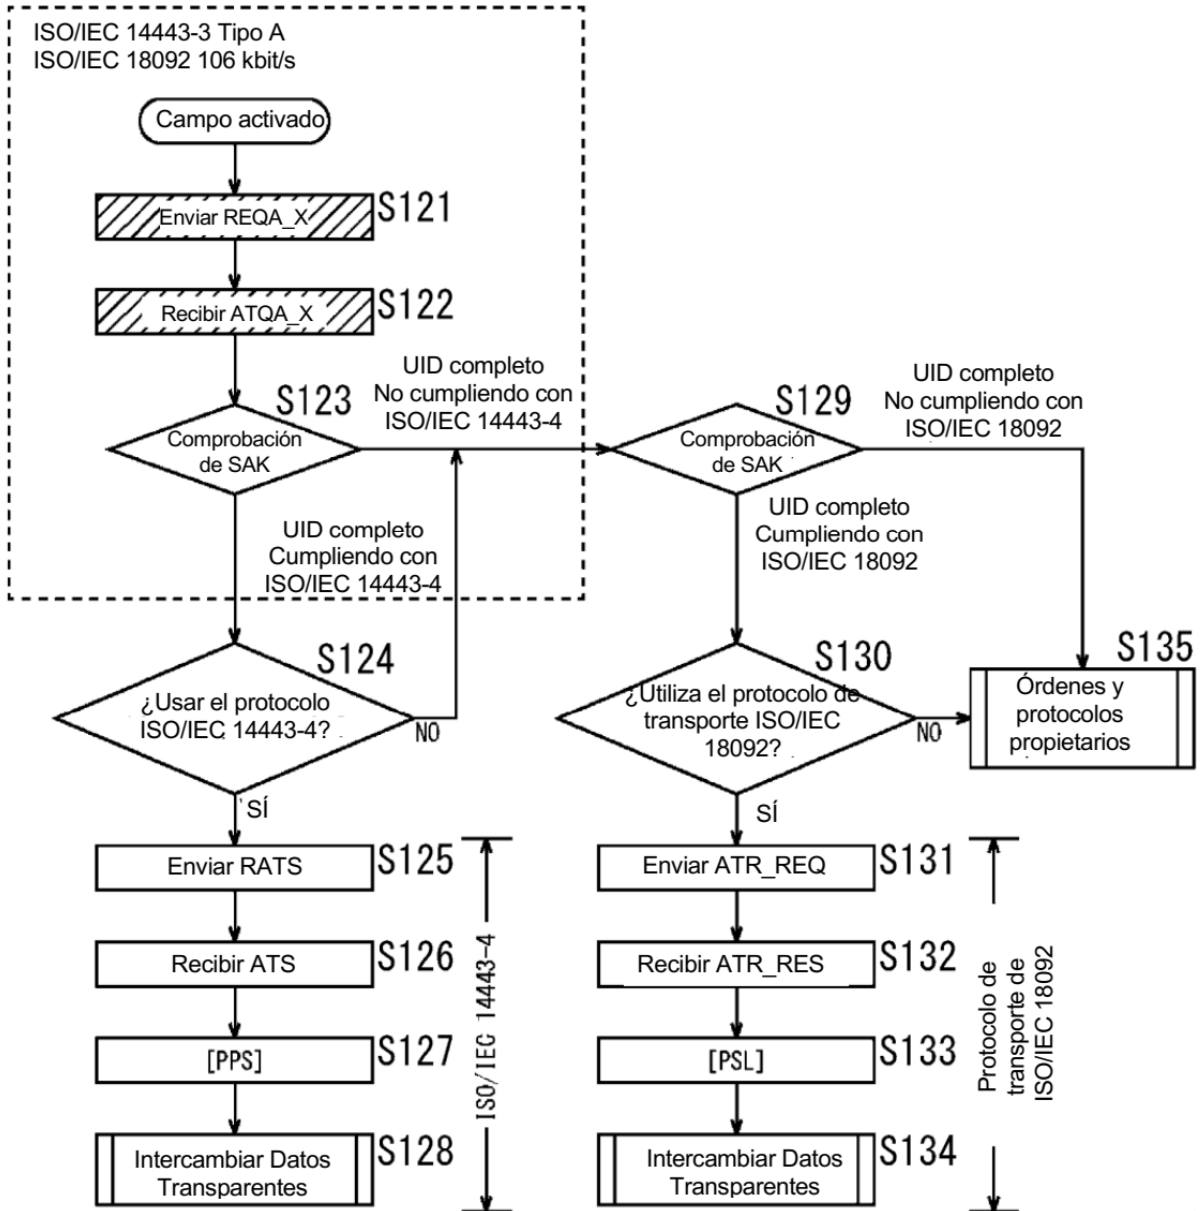 ISO/IEC 14443-3 Tipo A
ISO/IEC 18092 106 kbit/s
Campo activado
Enviar REQA_X
S121
Recibir ATQA_X
S122
S123
Comprobación
de SAK
UID completo
No cumpliendo con
ISO/IEC 14443-4
UID completo
Cumpliendo con
ISO/IEC 14443-4
S124
¿Usar el protocolo
ISO/IEC 14443-4?
NO
SÍ
Enviar RATS
S125
Recibir ATS
S126
[PPS]
S127
Intercambiar Datos
Transparentes
S128
ISO/IEC 14443-4
S129
Comprobación
de SAK
UID completo
No cumpliendo con
ISO/IEC 18092
UID completo
Cumpliendo con
ISO/IEC 18092
S130
¿Utiliza el protocolo de
transporte ISO/IEC
18092?
NO
SÍ
S135
Órdenes y
protocolos
propietarios
Enviar ATR_REQ
S131
Recibir ATR_RES
S132
[PSL]
S133
Intercambiar Datos
Transparentes
S134
Protocolo de
transporte de
ISO/IEC 18092